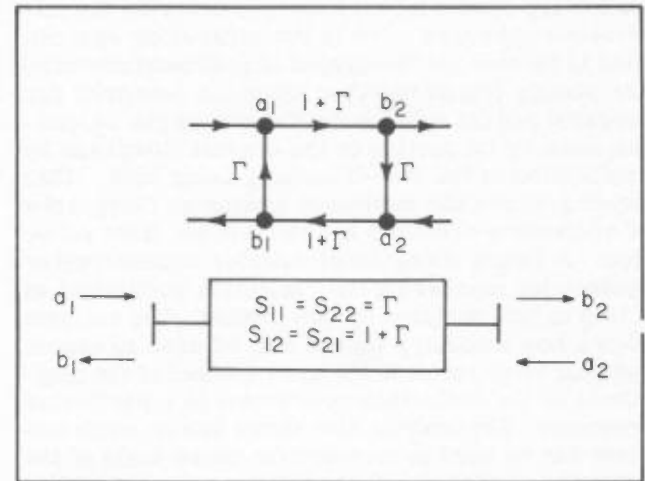 a₁ 1 + Γ b₂
Γ Γ
b₁ 1 + Γ a₂
a₁ b₂
S₁₁ = S₂₂ = Γ
S₁₂ = S₂₁ = 1 + Γ
b₁ a₂